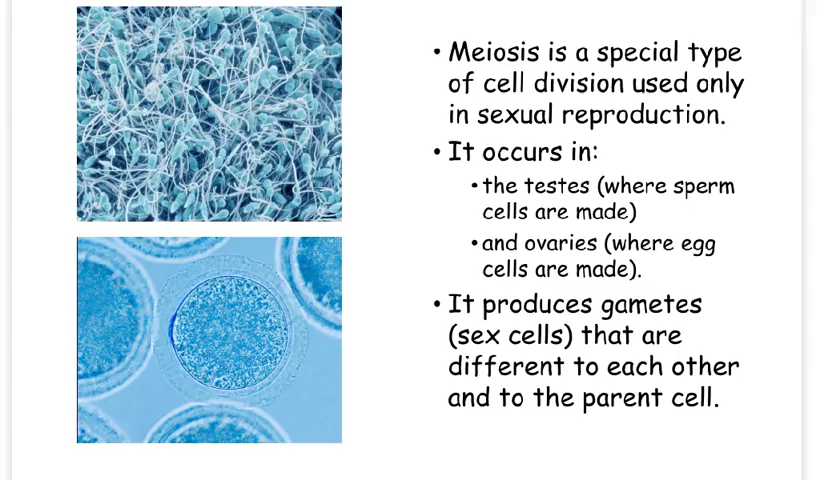 • Meiosis is a special type
of cell division used only
in sexual reproduction.
• It occurs in:
• the testes (where sperm
cells are made)
• and ovaries (where egg
cells are made).
• It produces gametes
(sex cells) that are
different to each other
and to the parent cell.